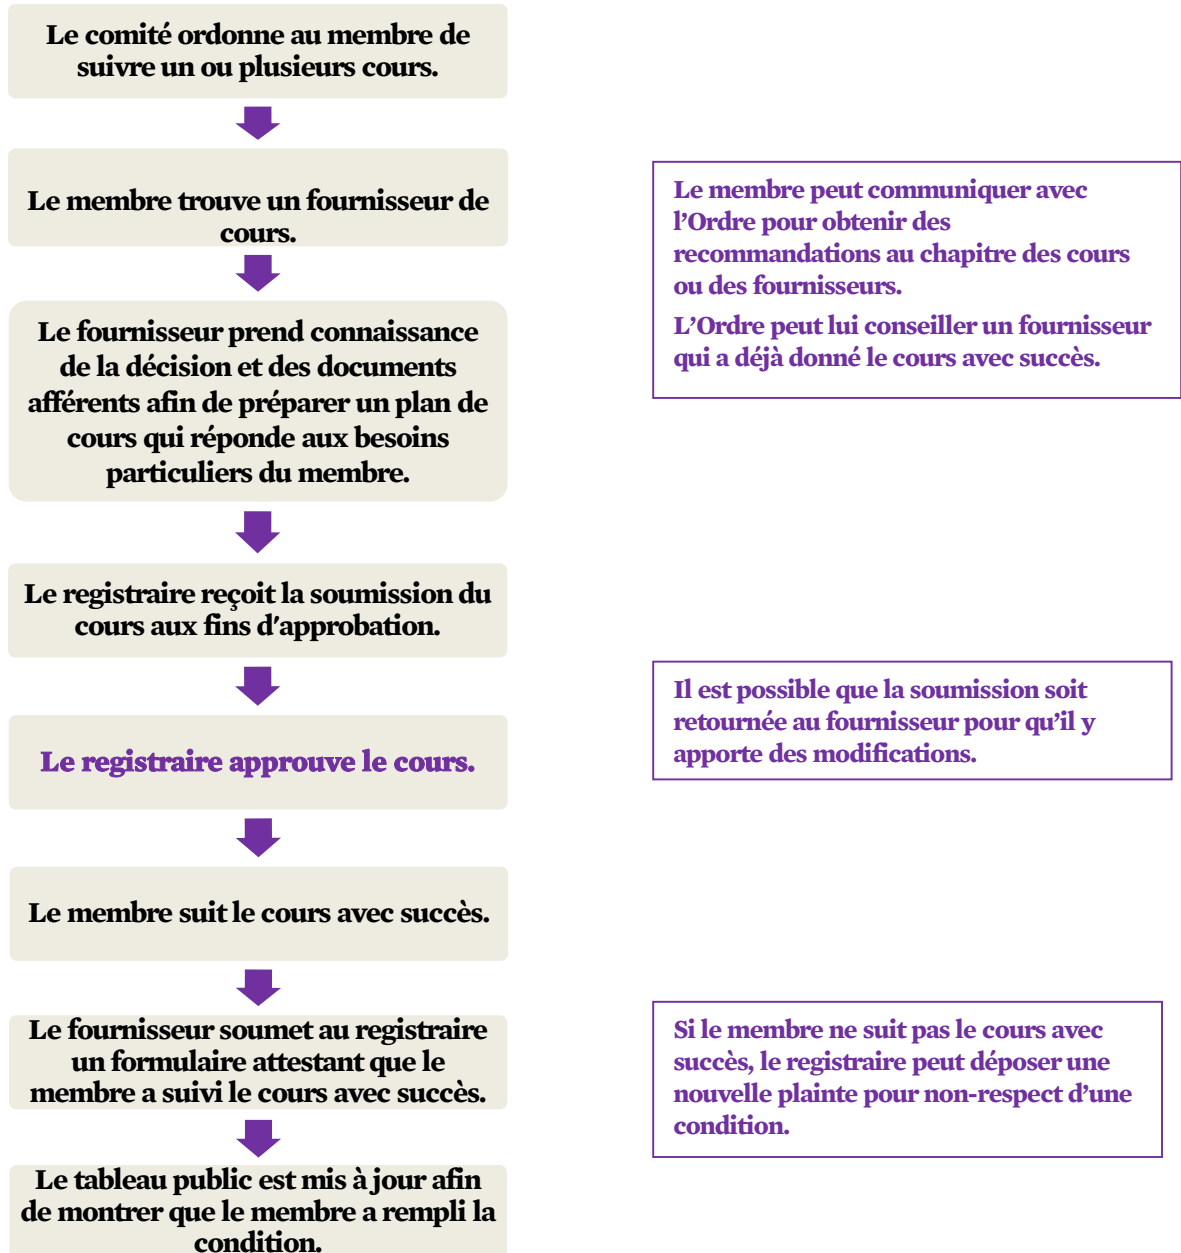 Le comité ordonne au membre de
suivre un ou plusieurs cours.
Le membre trouve un fournisseur de
cours.
Le membre peut communiquer avec
l’Ordre pour obtenir des
recommandations au chapitre des cours
ou des fournisseurs.
L’Ordre peut lui conseiller un fournisseur
qui a déjà donné le cours avec succès.
Le fournisseur prend connaissance
de la décision et des documents
afférents afin de préparer un plan de
cours qui réponde aux besoins
particuliers du membre.
Le registraire reçoit la soumission du
cours aux fins d'approbation.
Le registraire approuve le cours.
Il est possible que la soumission soit
retournée au fournisseur pour qu’il y
apporte des modifications.
Le membre suit le cours avec succès.
Le fournisseur soumet au registraire
un formulaire attestant que le
membre a suivi le cours avec succès.
Si le membre ne suit pas le cours avec
succès, le registraire peut déposer une
nouvelle plainte pour non-respect d’une
condition.
Le tableau public est mis à jour afin
de montrer que le membre a rempli la
condition.